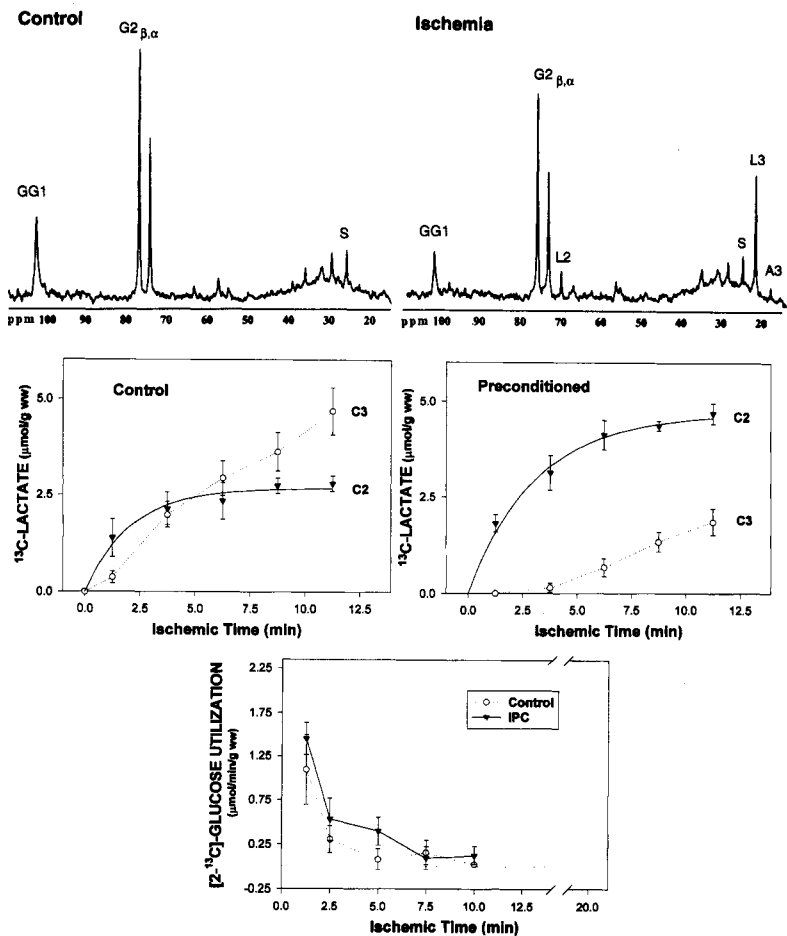 Control
G2 β,α
GG1
S
ppm 100 90 80 70 60 50 40 30 20
Ischemia
G2 β,α
GG1
L2
S
L3
A3
ppm 100 90 80 70 60 50 40 30 20
Control
¹³C-LACTATE (μmol/g ww)
5.0
2.5
0.0
C3
C2
0.0 2.5 5.0 7.5 10.0 12.5
Ischemic Time (min)
Preconditioned
¹³C-LACTATE (μmol/g ww)
5.0
2.5
0.0
C2
C3
0.0 2.5 5.0 7.5 10.0 12.5
Ischemic Time (min)
[2-¹³C]-GLUCOSE UTILIZATION
(μmol/min/g ww)
2.25
1.75
1.25
0.75
0.25
-0.25
Control
IPC
0.0 2.5 5.0 7.5 10.0 20.0
Ischemic Time (min)